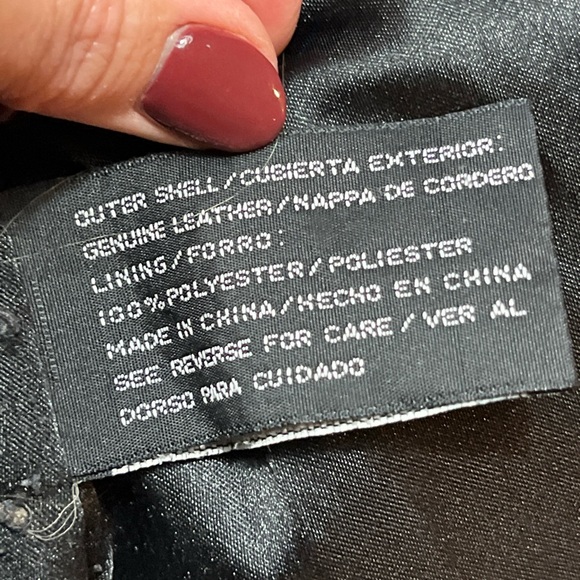 OUTER SHELL/CUBIERTA EXTERIOR:
GENUINE LEATHER/NAPPA DE CORDERO
LINING/FORRO:
100%POLYESTER/POLIESTER
MADE IN CHINA/HECHO EN CHINA
SEE REVERSE FOR CARE/VER AL
DORSO PARA CUIDADO